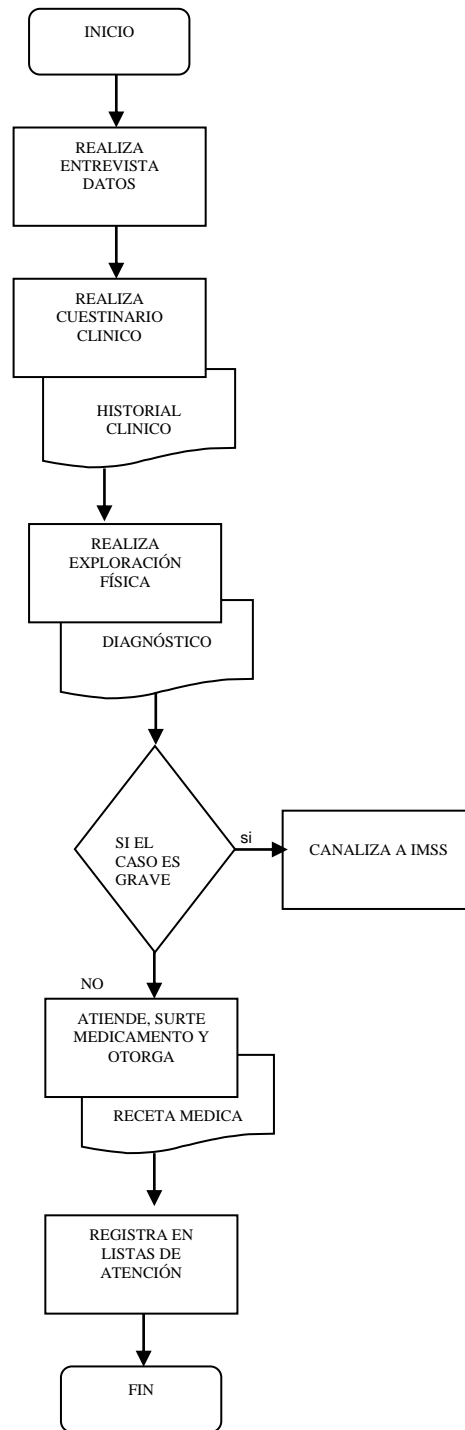 INICIO
REALIZA
ENTREVISTA
DATOS
REALIZA
CUESTINARIO
CLINICO
HISTORIAL
CLINICO
REALIZA
EXPLORACIÓN
FÍSICA
DIAGNÓSTICO
SI EL
CASO ES
GRAVE
si
CANALIZA A IMSS
NO
ATIENDE, SURTE
MEDICAMENTO Y
OTORGA
RECETA MEDICA
REGISTRA EN
LISTAS DE
ATENCIÓN
FIN